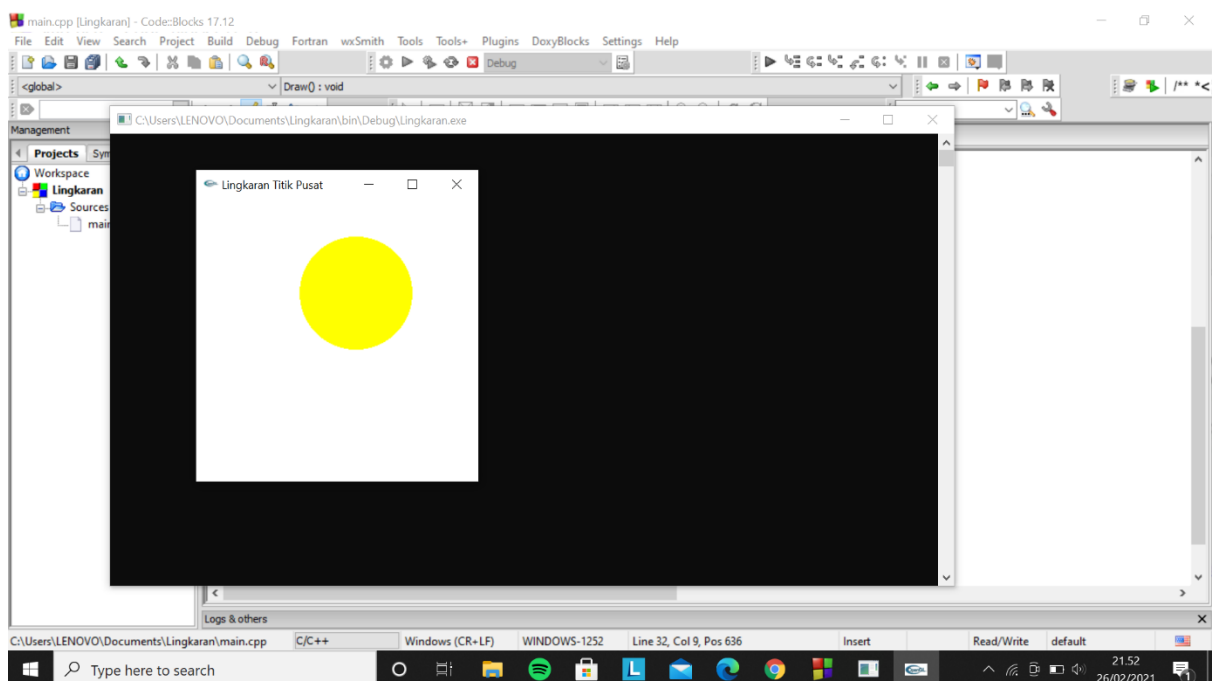 main.cpp [Lingkaran] - Code::Blocks 17.12
File Edit View Search Project Build Debug Fortran wxSmith Tools Tools+ Plugins DoxyBlocks Settings Help
Debug
<global> Draw() : void /** *<
C:\Users\LENOVO\Documents\Lingkaran\bin\Debug\Lingkaran.exe
Management
Projects Sym
Workspace
Lingkaran
Sources
main
Lingkaran Titik Pusat
Logs & others
C:\Users\LENOVO\Documents\Lingkaran\main.cpp C/C++ Windows (CR+LF) WINDOWS-1252 Line 32, Col 9, Pos 636 Insert Read/Write default
Type here to search
21.52
26/02/2021